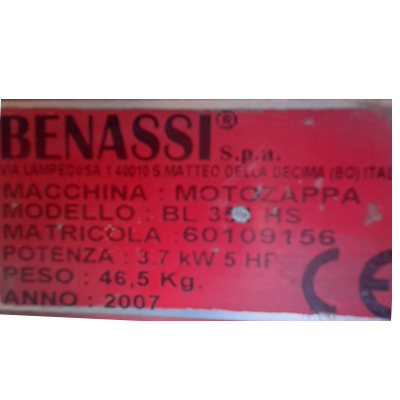 BENASSI® S.p.a.
VIA LAMPEDUSA 1 40010 S.MATTEO DELLA DECIMA (BO) ITAL
MACCHINA : MOTOZAPPA
MODELLO : BL HS
MATRICOLA : 60109156
POTENZA : 3.7 kW 5 HP
PESO : 46,5 Kg.
ANNO : 2007
CE